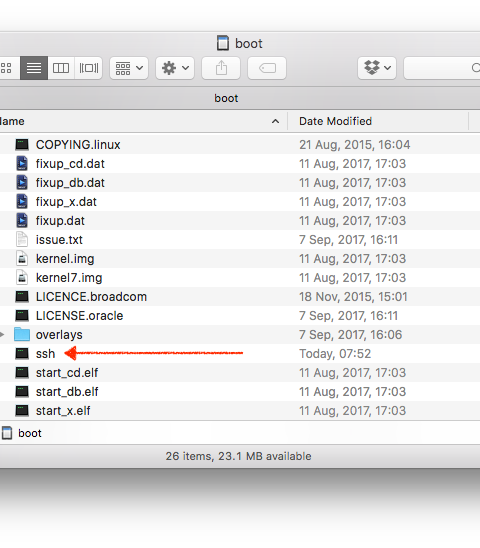 boot
boot
Name Date Modified
COPYING.linux 21 Aug, 2015, 16:04
fixup_cd.dat 11 Aug, 2017, 17:03
fixup_db.dat 11 Aug, 2017, 17:03
fixup_x.dat 11 Aug, 2017, 17:03
fixup.dat 11 Aug, 2017, 17:03
issue.txt 7 Sep, 2017, 16:11
kernel.img 11 Aug, 2017, 17:03
kernel7.img 11 Aug, 2017, 17:03
LICENCE.broadcom 18 Nov, 2015, 15:01
LICENSE.oracle 7 Sep, 2017, 16:11
overlays 7 Sep, 2017, 16:06
ssh Today, 07:52
start_cd.elf 11 Aug, 2017, 17:03
start_db.elf 11 Aug, 2017, 17:03
start_x.elf 11 Aug, 2017, 17:03
boot
26 items, 23.1 MB available